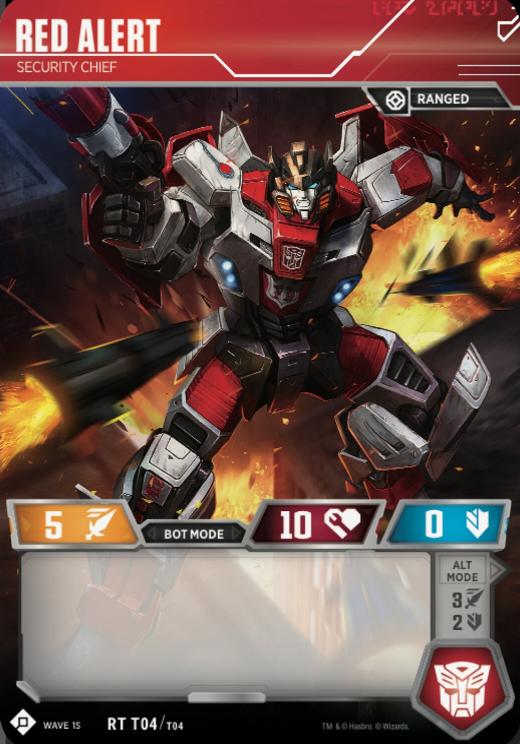 RED ALERT
SECURITY CHIEF
RANGED
5
BOT MODE
10
0
ALT
MODE
3
2
WAVE 1S
RT T04/T04
TM & © Hasbro. © Wizards.